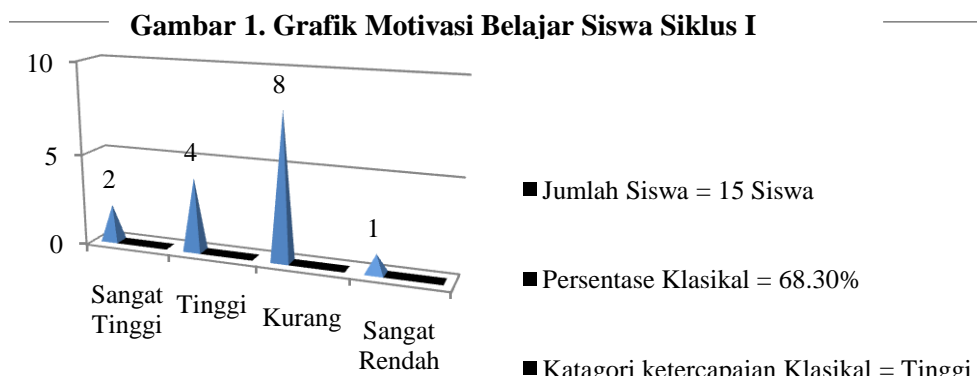 Gambar 1. Grafik Motivasi Belajar Siswa Siklus I
10
5
0
2
4
8
1
Sangat
Tinggi
Tinggi
Kurang
Sangat
Rendah
Jumlah Siswa = 15 Siswa
Persentase Klasikal = 68.30%
Katagori ketercapaian Klasikal = Tinggi